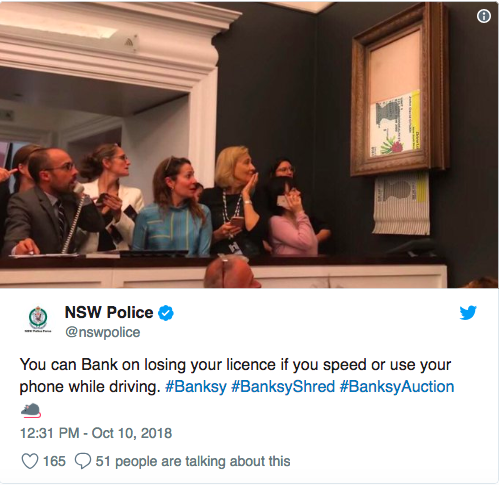 NSW Police
@nswpolice
You can Bank on losing your licence if you speed or use your
phone while driving. #Banksy #BanksyShred #BanksyAuction
12:31 PM - Oct 10, 2018
165 51 people are talking about this